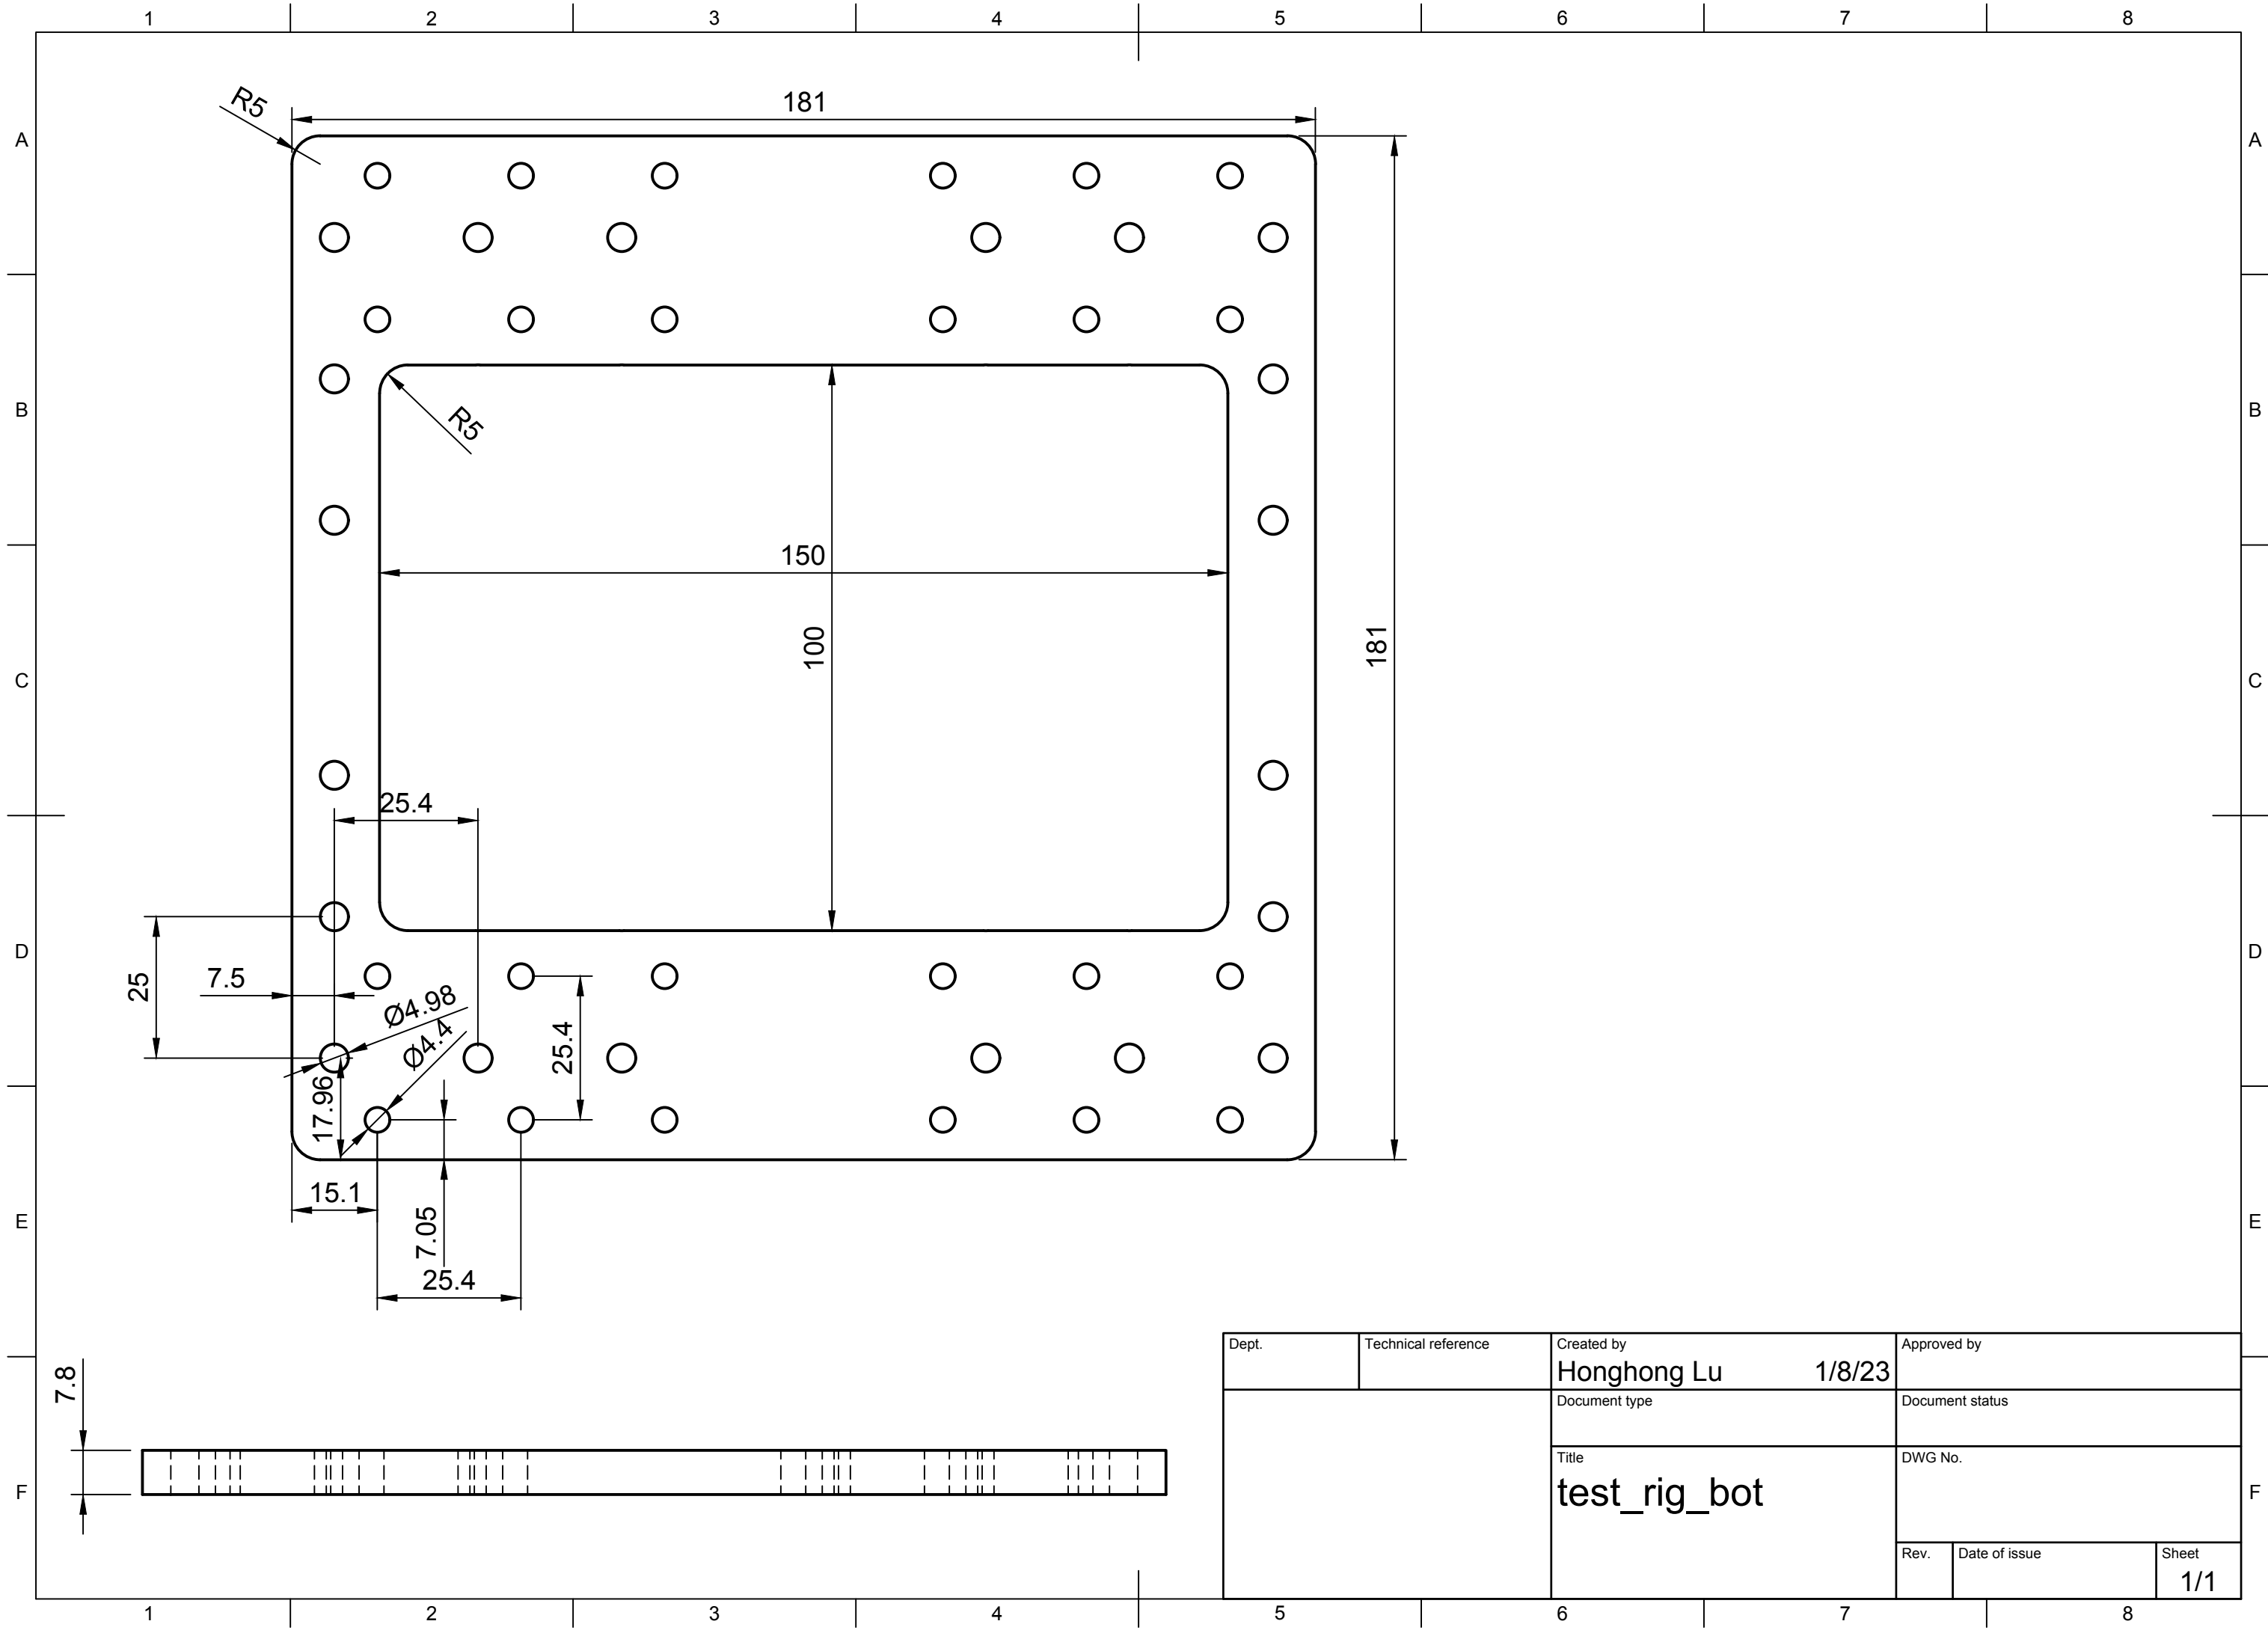 1 2 3 4 5 6 7 8
R5
181
A A
B B
R5
150
100
181
C C
25.4
25
7.5
D D
Ø4.98
Ø4.4
25.4
17.96
15.1
7.05
E E
25.4
7.8
F F
Dept.
Technical reference
Created by
Honghong Lu 1/8/23
Approved by
Document type
Document status
Title
test_rig_bot
DWG No.
Rev.
Date of issue
Sheet
1/1
1 2 3 4 5 6 7 8